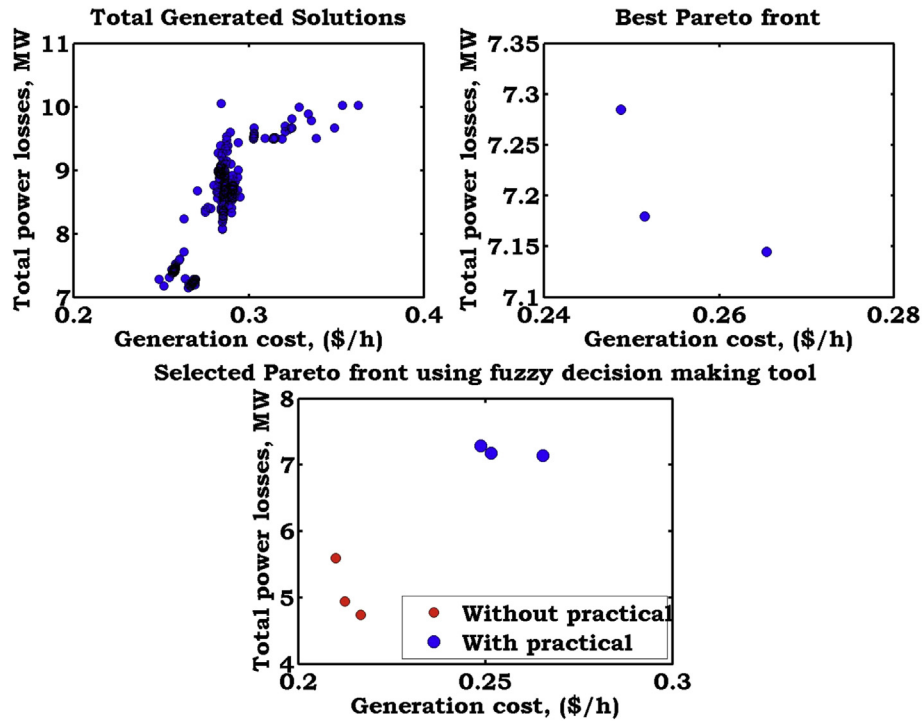 Total Generated Solutions
Total power losses, MW
11
10
9
8
7
0.2
0.3
0.4
Generation cost, ($/h)
Best Pareto front
Total power losses, MW
7.35
7.3
7.25
7.2
7.15
7.1
0.24
0.26
0.28
Generation cost, ($/h)
Selected Pareto front using fuzzy decision making tool
Total power losses, MW
8
7
6
5
4
0.2
0.25
0.3
Generation cost, ($/h)
Without practical
With practical